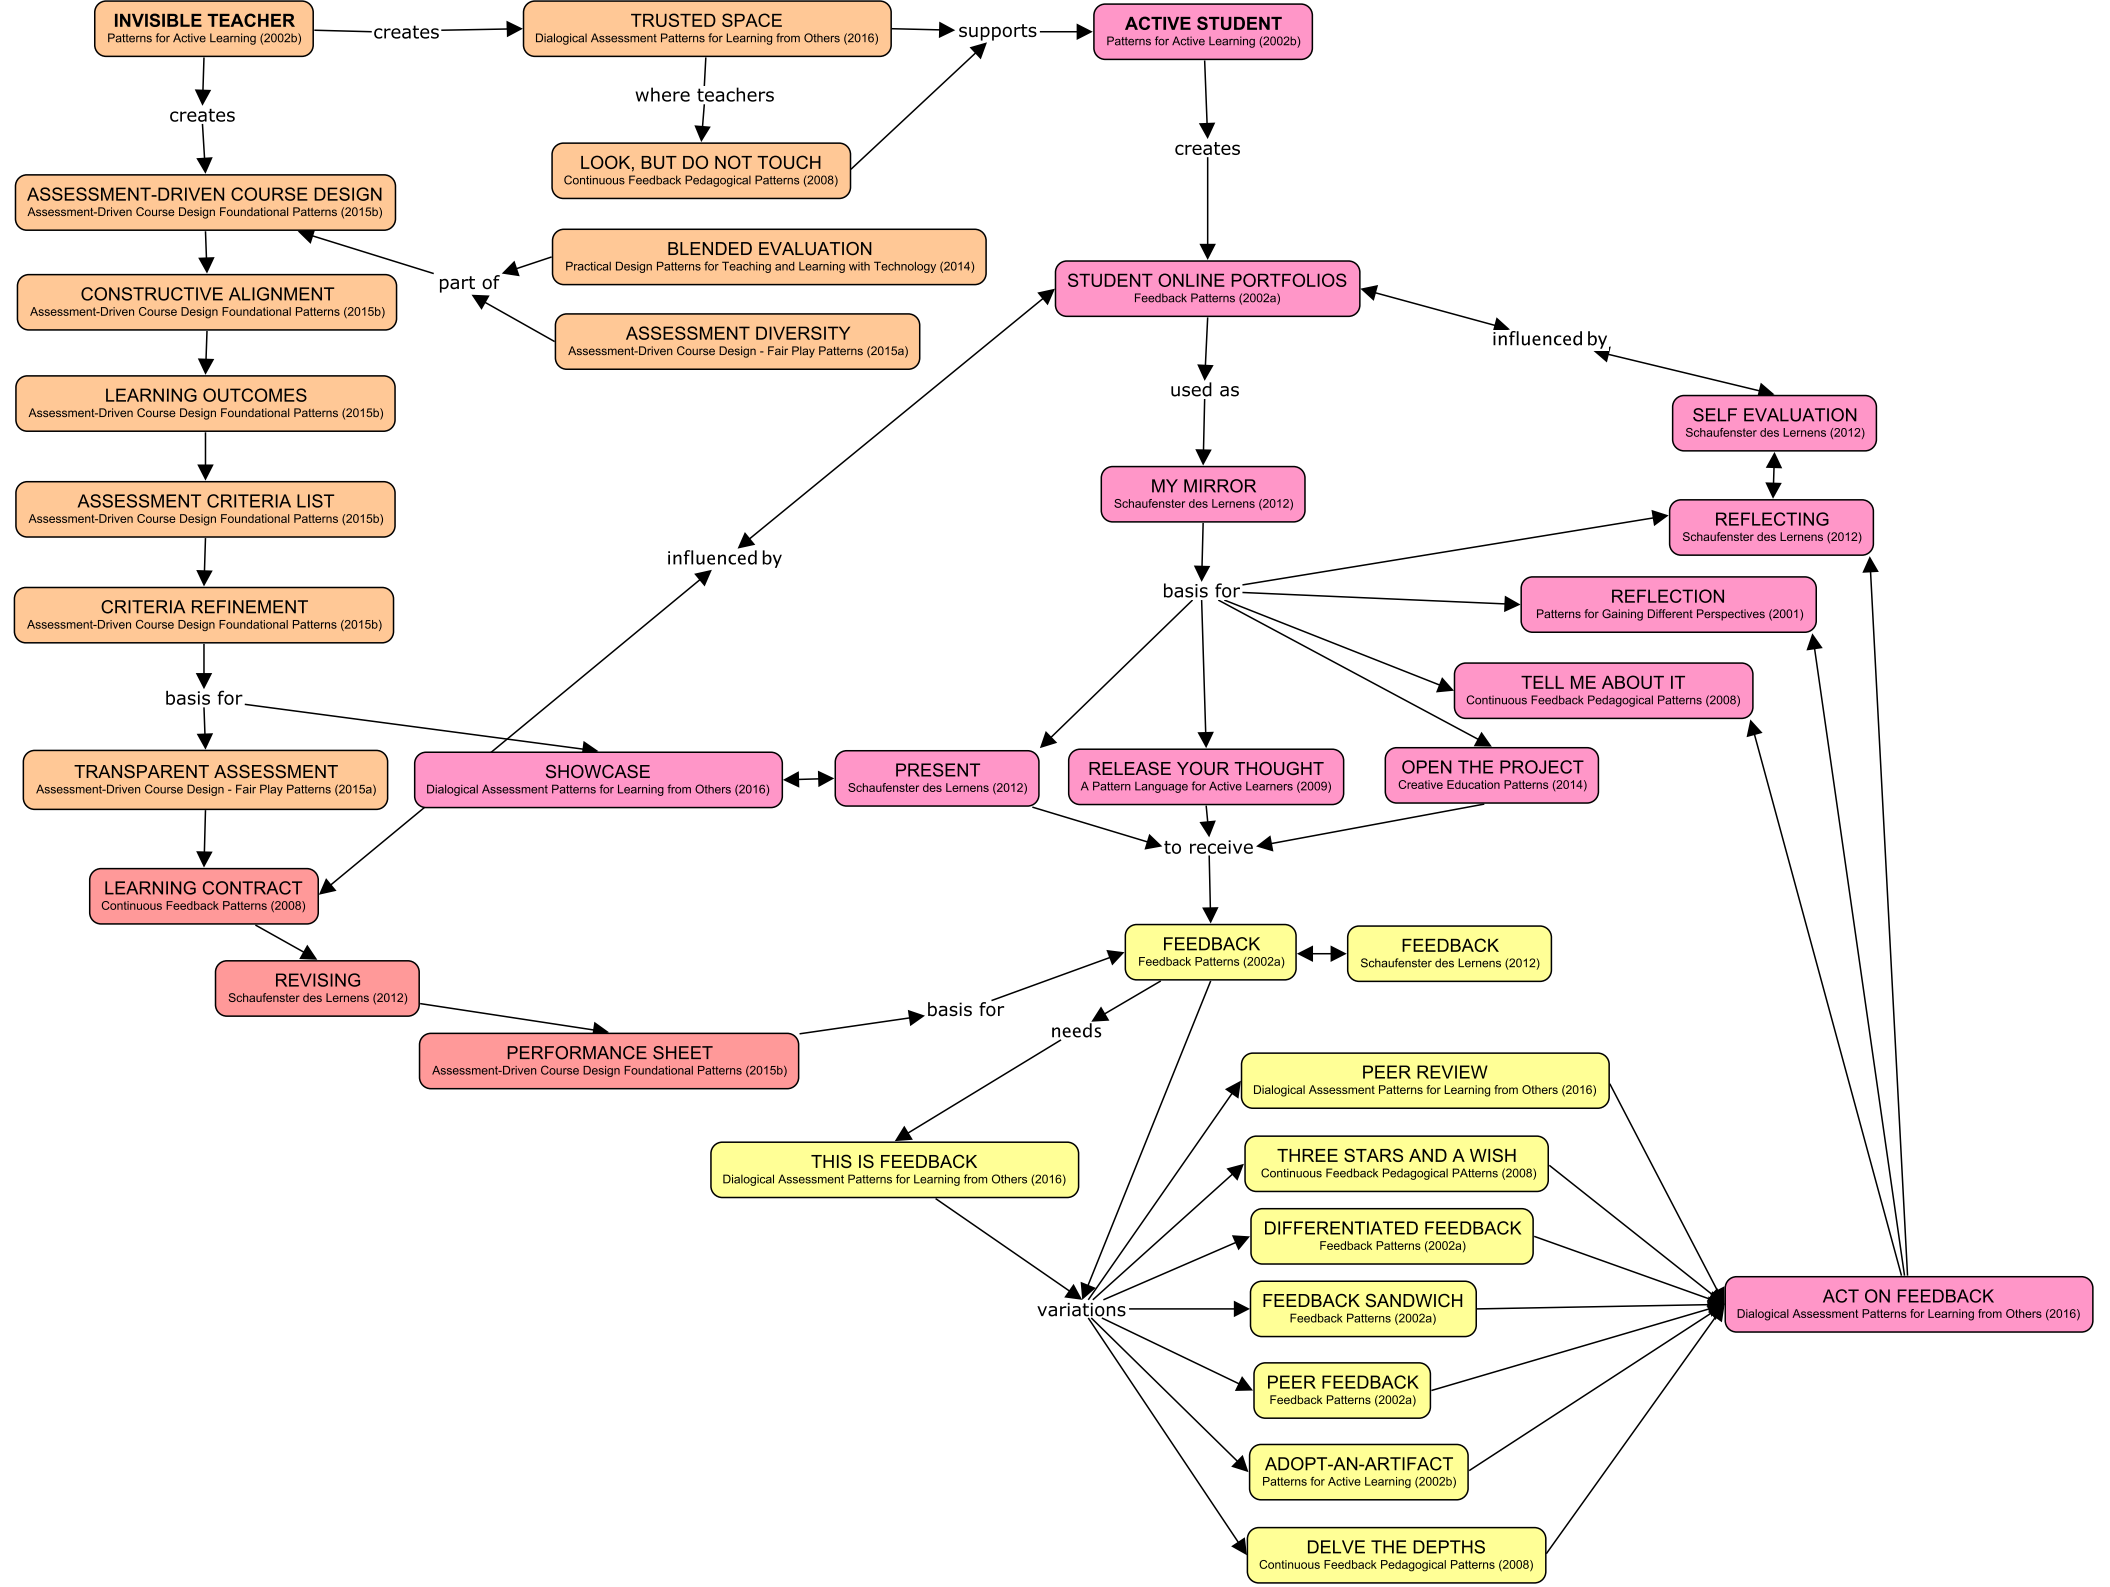 INVISIBLE TEACHER
Patterns for Active Learning (2002b)
creates
TRUSTED SPACE
Dialogical Assessment Patterns for Learning from Others (2016)
supports
ACTIVE STUDENT
Patterns for Active Learning (2002b)
creates
where teachers
LOOK, BUT DO NOT TOUCH
Continuous Feedback Pedagogical Patterns (2008)
creates
ASSESSMENT-DRIVEN COURSE DESIGN
Assessment-Driven Course Design Foundational Patterns (2015b)
BLENDED EVALUATION
Practical Design Patterns for Teaching and Learning with Technology (2014)
part of
ASSESSMENT DIVERSITY
Assessment-Driven Course Design - Fair Play Patterns (2015a)
CONSTRUCTIVE ALIGNMENT
Assessment-Driven Course Design Foundational Patterns (2015b)
STUDENT ONLINE PORTFOLIOS
Feedback Patterns (2002a)
influenced by
used as
LEARNING OUTCOMES
Assessment-Driven Course Design Foundational Patterns (2015b)
SELF EVALUATION
Schaufenster des Lernens (2012)
MY MIRROR
Schaufenster des Lernens (2012)
ASSESSMENT CRITERIA LIST
Assessment-Driven Course Design Foundational Patterns (2015b)
REFLECTING
Schaufenster des Lernens (2012)
influenced by
basis for
REFLECTION
Patterns for Gaining Different Perspectives (2001)
CRITERIA REFINEMENT
Assessment-Driven Course Design Foundational Patterns (2015b)
TELL ME ABOUT IT
Continuous Feedback Pedagogical Patterns (2008)
basis for
TRANSPARENT ASSESSMENT
Assessment-Driven Course Design - Fair Play Patterns (2015a)
SHOWCASE
Dialogical Assessment Patterns for Learning from Others (2016)
PRESENT
Schaufenster des Lernens (2012)
RELEASE YOUR THOUGHT
A Pattern Language for Active Learners (2009)
OPEN THE PROJECT
Creative Education Patterns (2014)
to receive
LEARNING CONTRACT
Continuous Feedback Patterns (2008)
FEEDBACK
Feedback Patterns (2002a)
FEEDBACK
Schaufenster des Lernens (2012)
REVISING
Schaufenster des Lernens (2012)
basis for
needs
PERFORMANCE SHEET
Assessment-Driven Course Design Foundational Patterns (2015b)
PEER REVIEW
Dialogical Assessment Patterns for Learning from Others (2016)
THIS IS FEEDBACK
Dialogical Assessment Patterns for Learning from Others (2016)
THREE STARS AND A WISH
Continuous Feedback Pedagogical PAtterns (2008)
DIFFERENTIATED FEEDBACK
Feedback Patterns (2002a)
variations
FEEDBACK SANDWICH
Feedback Patterns (2002a)
ACT ON FEEDBACK
Dialogical Assessment Patterns for Learning from Others (2016)
PEER FEEDBACK
Feedback Patterns (2002a)
ADOPT-AN-ARTIFACT
Patterns for Active Learning (2002b)
DELVE THE DEPTHS
Continuous Feedback Pedagogical Patterns (2008)